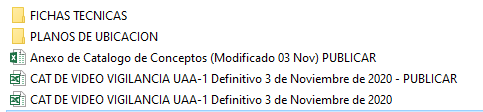 FICHAS TECNICAS
PLANOS DE UBICACION
Anexo de Catalogo de Conceptos (Modificado 03 Nov) PUBLICAR
CAT DE VIDEO VIGILANCIA UAA-1 Definitivo 3 de Noviembre de 2020 - PUBLICAR
CAT DE VIDEO VIGILANCIA UAA-1 Definitivo 3 de Noviembre de 2020